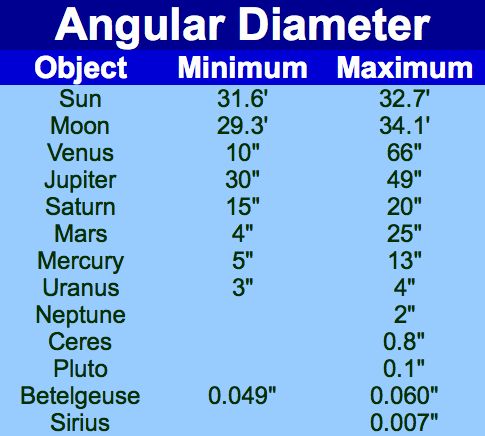 Angular Diameter
Object Minimum Maximum
Sun 31.6' 32.7'
Moon 29.3' 34.1'
Venus 10" 66"
Jupiter 30" 49"
Saturn 15" 20"
Mars 4" 25"
Mercury 5" 13"
Uranus 3" 4"
Neptune 2"
Ceres 0.8"
Pluto 0.1"
Betelgeuse 0.049" 0.060"
Sirius 0.007"